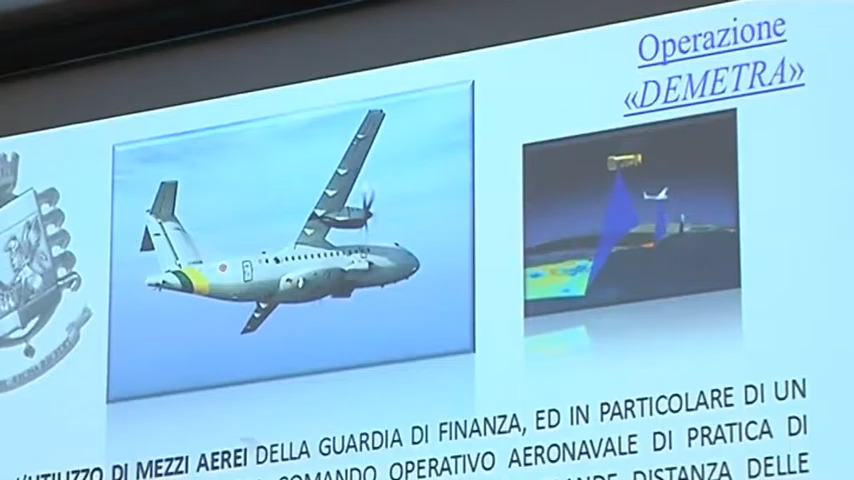 Operazione
«DEMETRA»
L'UTILIZZO DI MEZZI AEREI DELLA GUARDIA DI FINANZA, ED IN PARTICOLARE DI UN
COMANDO OPERATIVO AERONAVALE DI PRATICA DI
DISTANZA DELLE